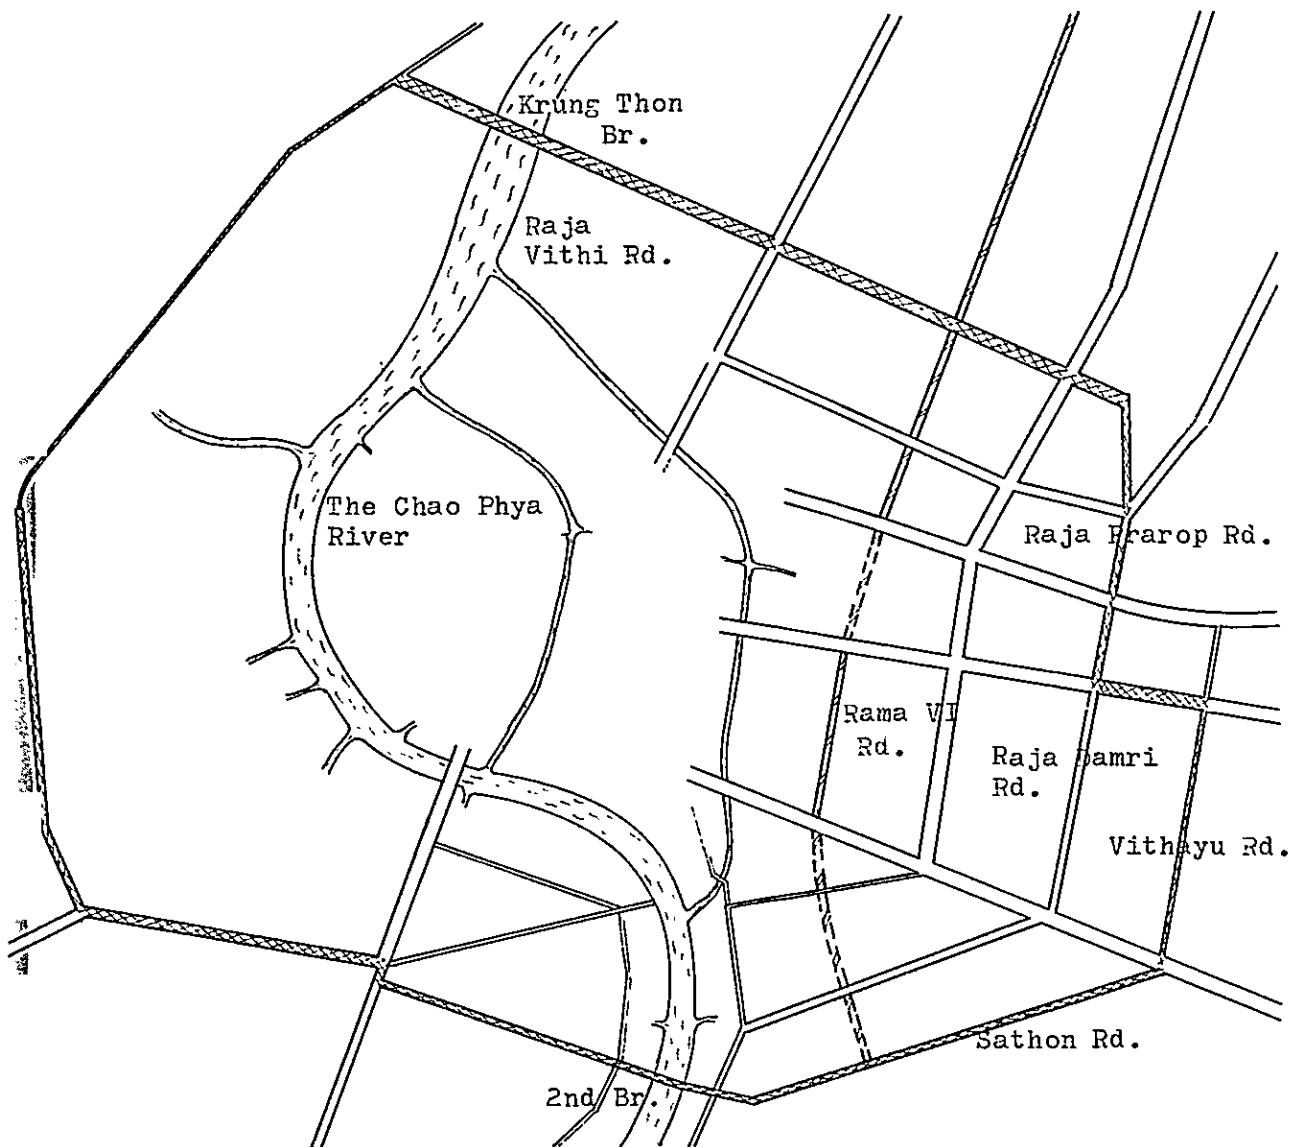 Krung Thon
Br.
Raja
Vithi Rd.
The Chao Phya
River
Raja Prarop Rd.
Rama VI
Rd.
Raja Damri
Rd.
Vithayu Rd.
Sathon Rd.
2nd Br.